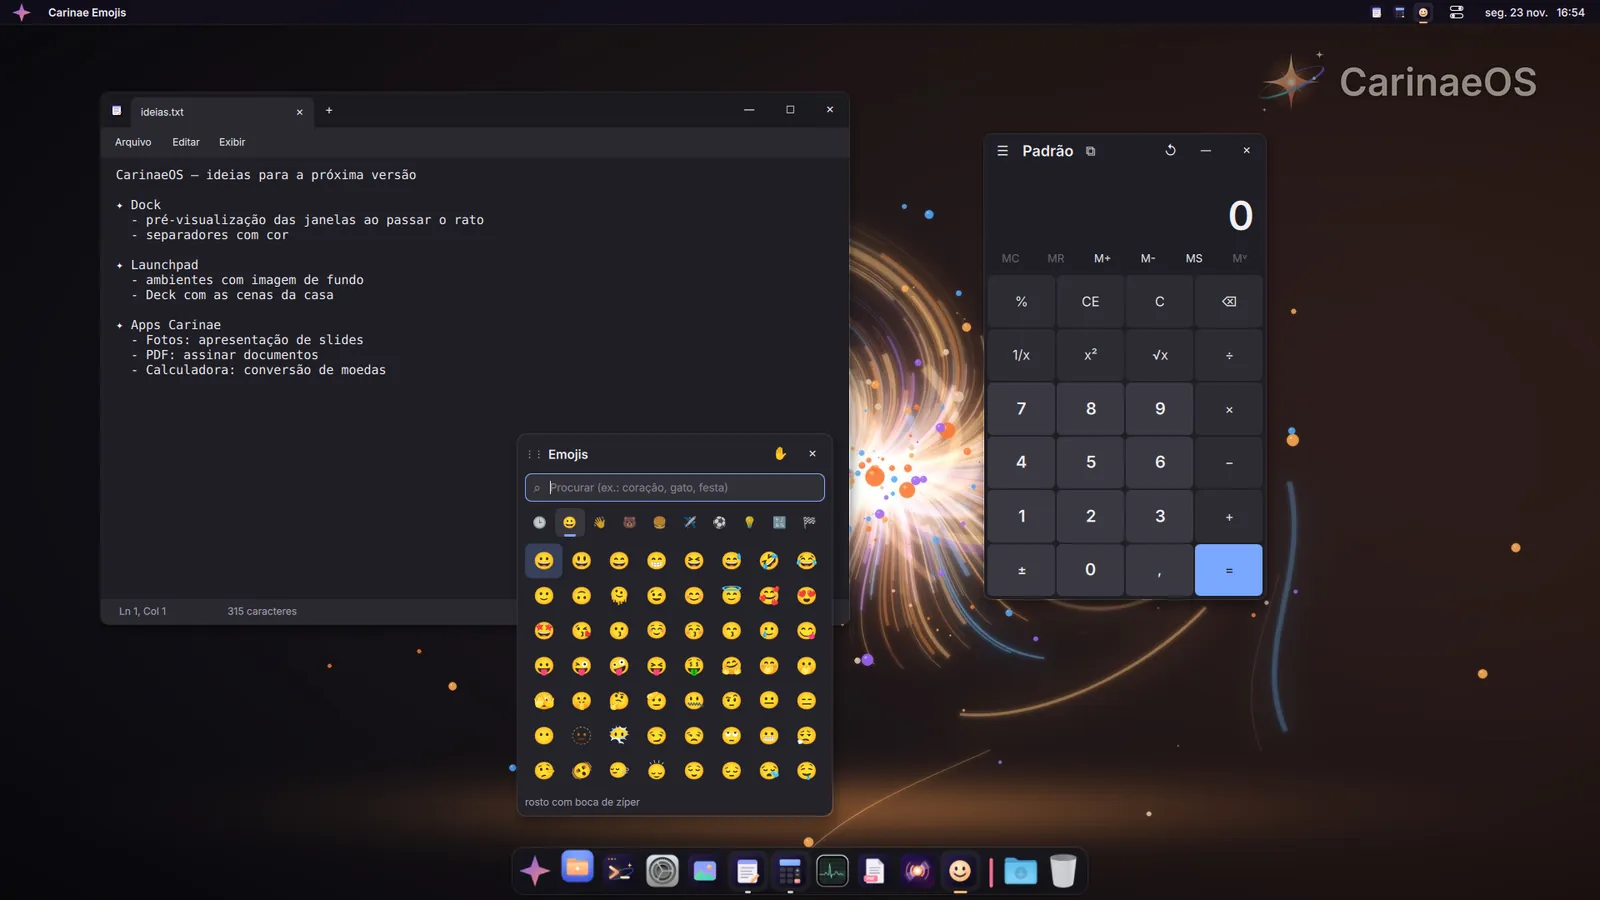 Carinae Emojis
seg. 23 nov. 16:54
CarinaeOS
ideias.txt
Arquivo Editar Exibir
CarinaeOS — ideias para a próxima versão
✦ Dock
- pré-visualização das janelas ao passar o rato
- separadores com cor
✦ Launchpad
- ambientes com imagem de fundo
- Deck com as cenas da casa
✦ Apps Carinae
- Fotos: apresentação de slides
- PDF: assinar documentos
- Calculadora: conversão de moedas
Ln 1, Col 1 315 caracteres
Emojis
Procurar (ex.: coração, gato, festa)
rosto com boca de zíper
Padrão
0
MC MR M+ M- MS M˅
% CE C ⌫
1/x x² √x ÷
7 8 9 ×
4 5 6 −
1 2 3 +
± 0 , =